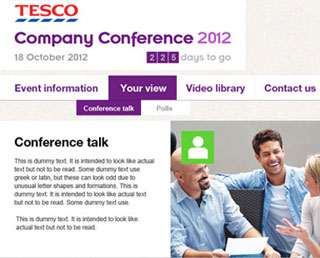 TESCO
Company Conference 2012
18 October 2012
225 days to go
Event information
Your view
Video library
Contact us
Conference talk
Polls
Conference talk
This is dummy text. It is intended to look like actual
text but not to be read. Some dummy text use
greek or latin, but these can look odd due to
unusual letter shapes and formations. This is
dummy text. It is intended to look like actual text
but not to be read. Some dummy text use.
This is dummy text. It is intended to look like actual
text but not to be read.